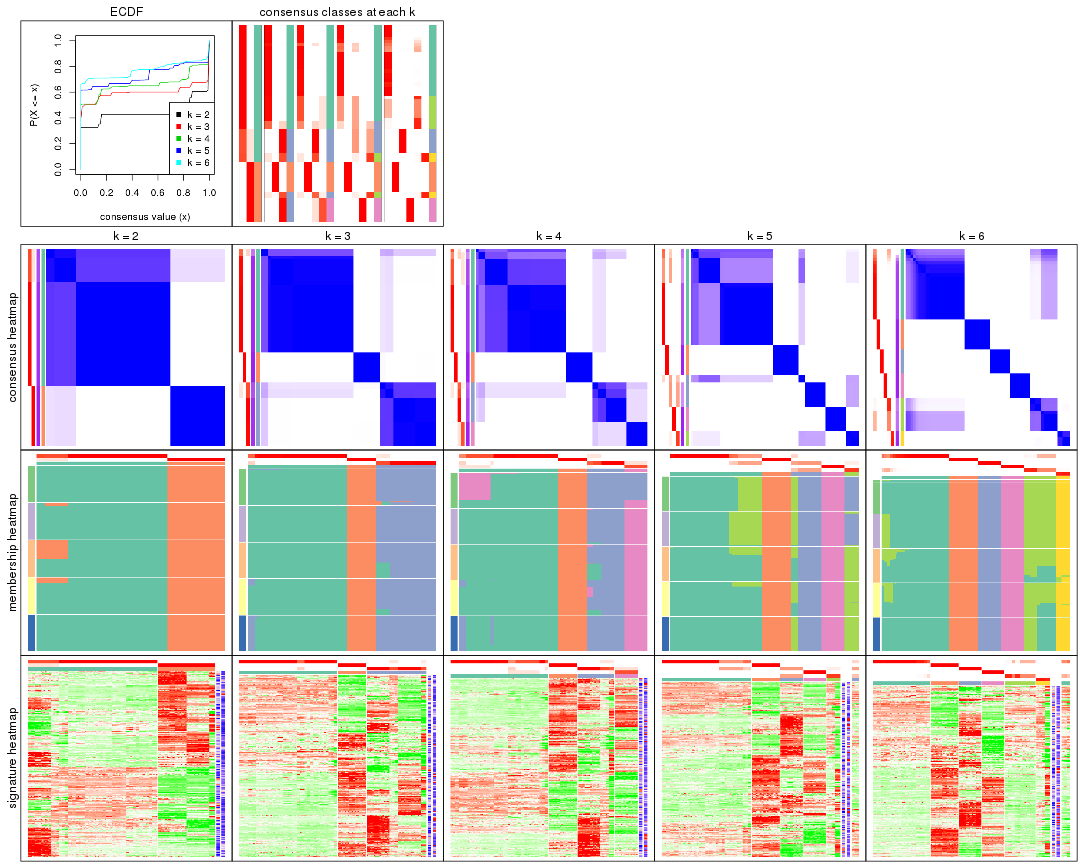 ECDF
consensus classes at each k
P(X <= x)
0.0 0.2 0.4 0.6 0.8 1.0
k = 2
k = 3
k = 4
k = 5
k = 6
0.0 0.2 0.4 0.6 0.8 1.0
consensus value (x)
k = 2
k = 3
k = 4
k = 5
k = 6
consensus heatmap
membership heatmap
signature heatmap